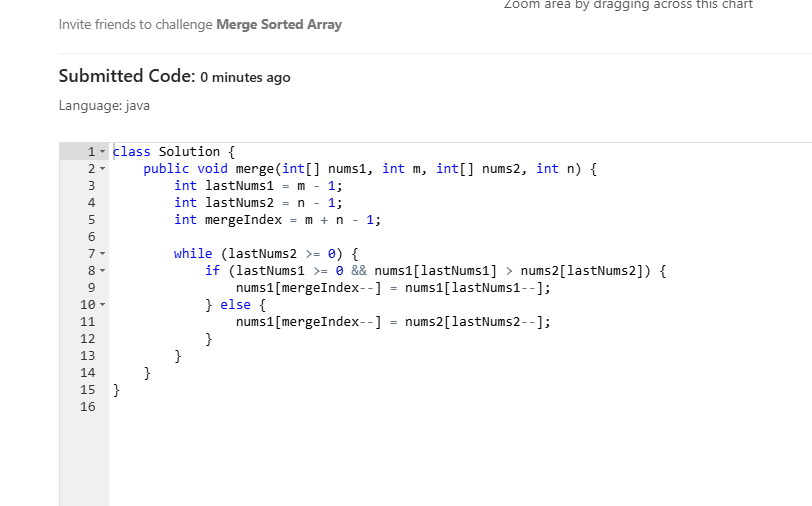 Zoom area by dragging across this chart
Invite friends to challenge Merge Sorted Array
Submitted Code: 0 minutes ago
Language: java
1 class Solution {
2     public void merge(int[] nums1, int m, int[] nums2, int n) {
3         int lastNums1 = m - 1;
4         int lastNums2 = n - 1;
5         int mergeIndex = m + n - 1;
6
7         while (lastNums2 >= 0) {
8             if (lastNums1 >= 0 && nums1[lastNums1] > nums2[lastNums2]) {
9                 nums1[mergeIndex--] = nums1[lastNums1--];
10             } else {
11                 nums1[mergeIndex--] = nums2[lastNums2--];
12             }
13         }
14     }
15 }
16